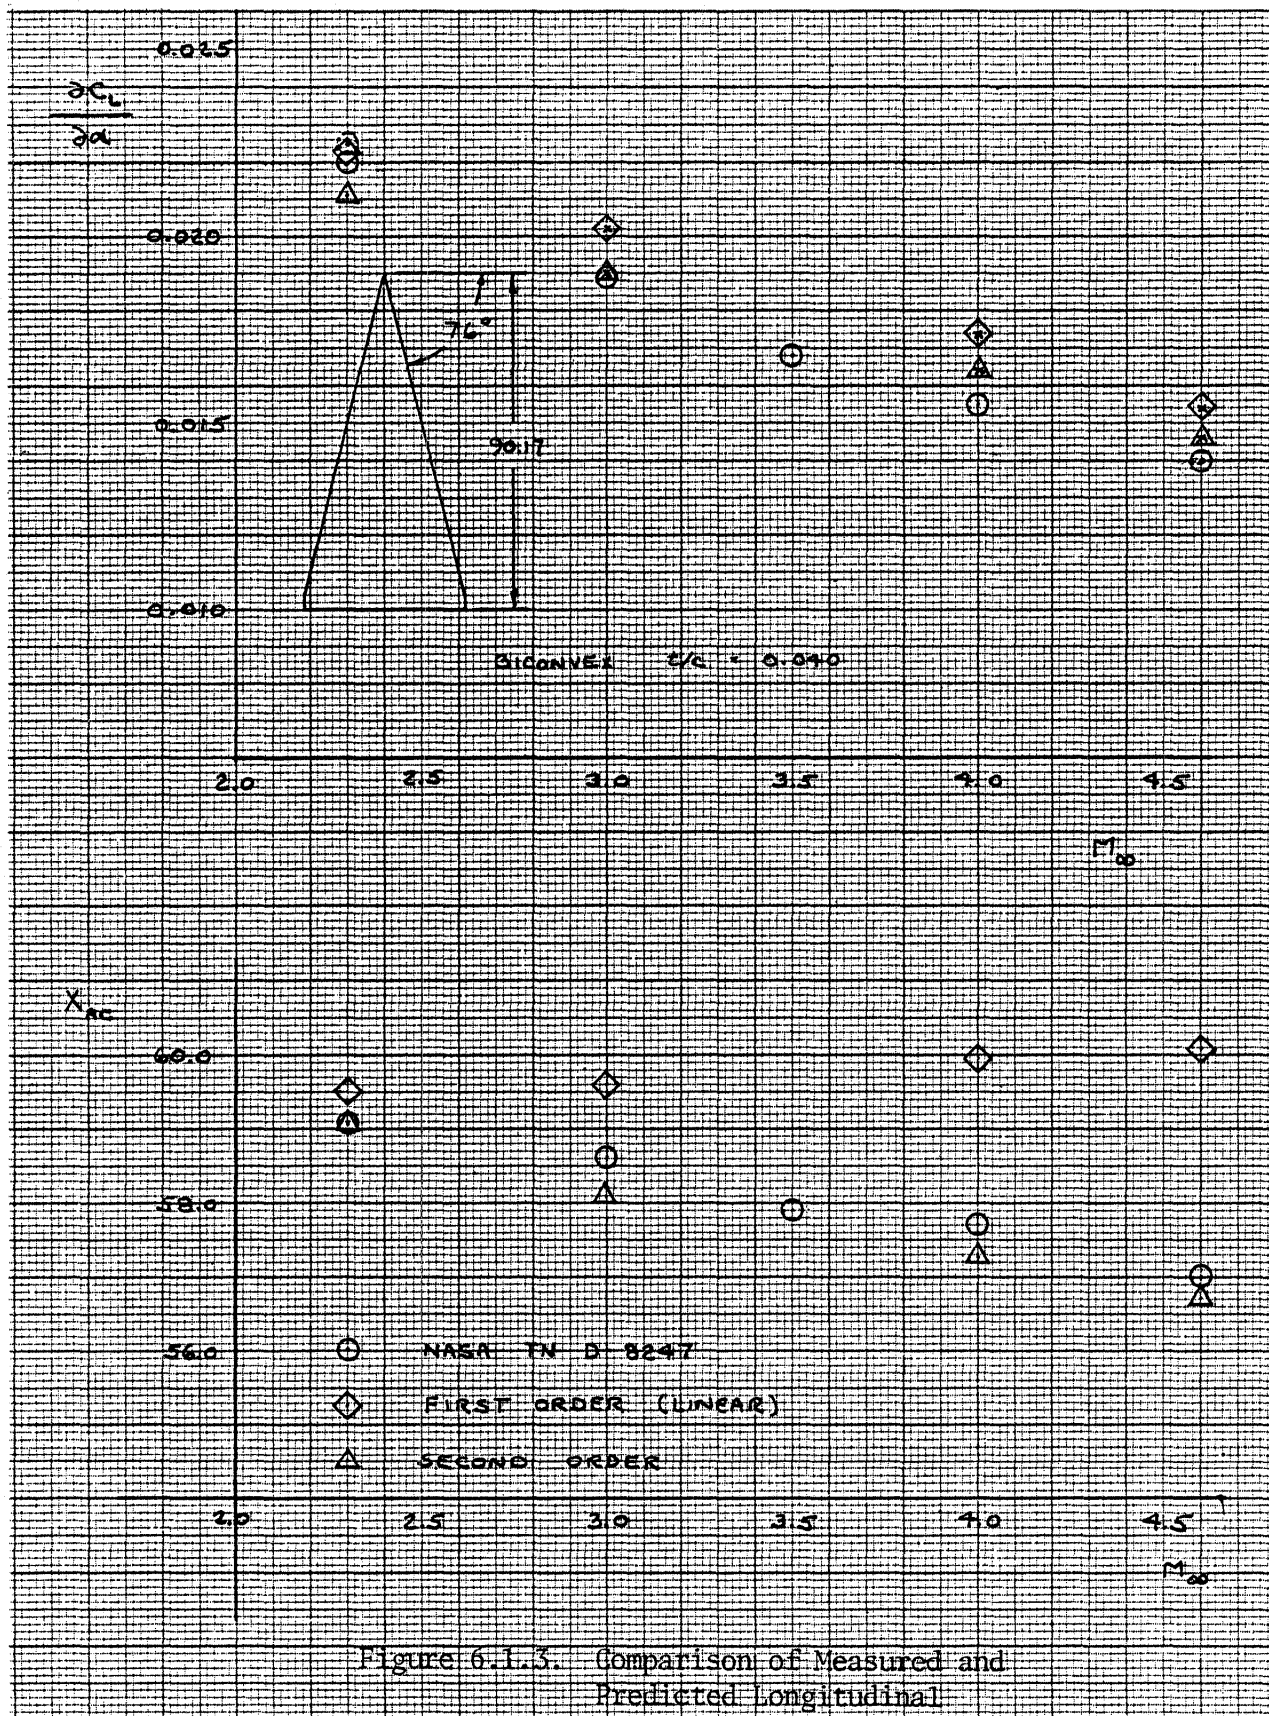 0.025
∂C_L
∂α
0.020
76°
0.015
90.17
0.010
BICONVEX t/c = 0.040
2.0 2.5 3.0 3.5 4.0 4.5
M∞
X_AC
60.0
58.0
56.0
NASA TN D-8247
FIRST ORDER (LINEAR)
SECOND ORDER
2.0 2.5 3.0 3.5 4.0 4.5
M∞
Figure 6.1.3. Comparison of Measured and
Predicted Longitudinal